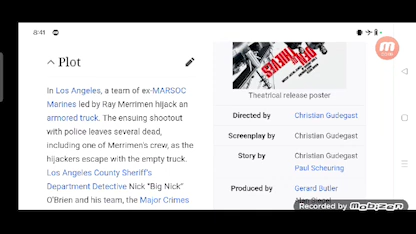 8:41
Plot
In Los Angeles, a team of ex-MARSOC
Marines led by Ray Merrimen hijack an
armored truck. The ensuing shootout
with police leaves several dead,
including one of Merrimen's crew, as the
hijackers escape with the empty truck.
Los Angeles County Sheriff's
Department Detective Nick "Big Nick"
O'Brien and his team, the Major Crimes
THIEVES
DEN
Theatrical release poster
Directed by Christian Gudegast
Screenplay by Christian Gudegast
Story by Christian Gudegast
Paul Scheuring
Produced by Gerard Butler
Recorded by Mobizen